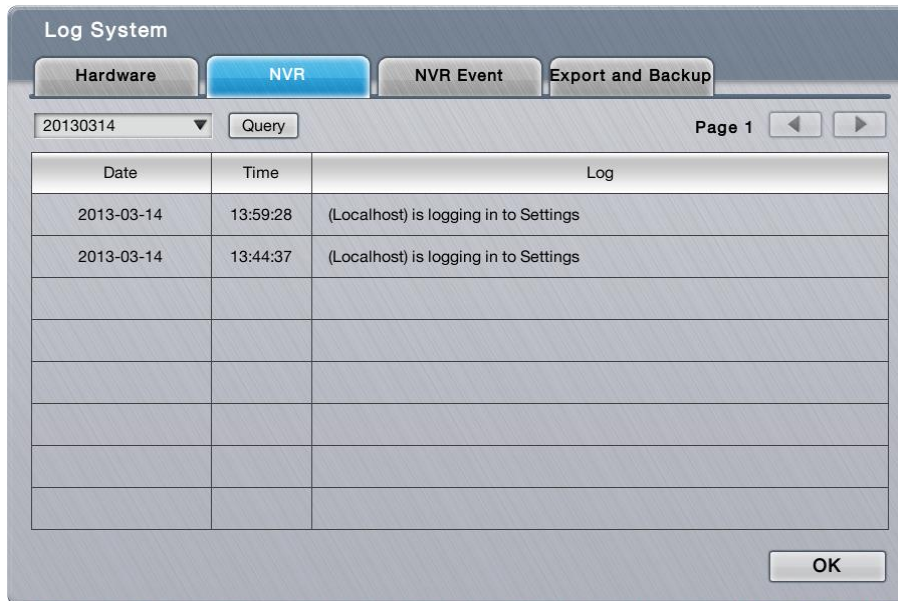 Log System
Hardware NVR NVR Event Export and Backup
20130314 Query Page 1
Date Time Log
2013-03-14 13:59:28 (Localhost) is logging in to Settings
2013-03-14 13:44:37 (Localhost) is logging in to Settings
OK